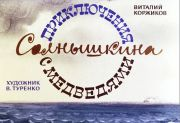 ВИТАЛИЙ
КОРЖИКОВ
ПРИКЛЮЧЕНИЯ
Солнышкина
С МЕДВЕДЯМИ
ХУДОЖНИК
В. ТУРЕНКО